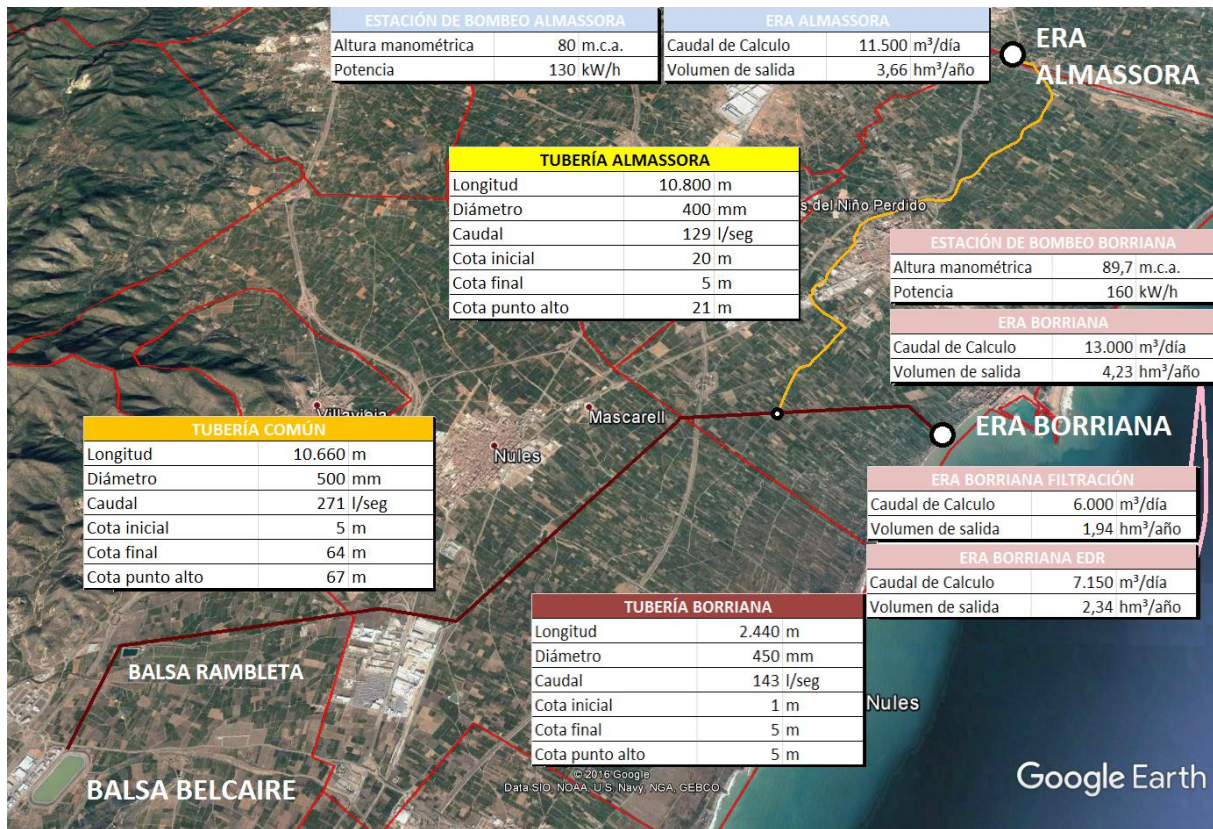 ESTACIÓN DE BOMBEO ALMASSORA
Altura manométrica 80 m.c.a.
Potencia 130 kW/h
ERA ALMASSORA
Caudal de Calculo 11.500 m³/día
Volumen de salida 3,66 hm³/año
ERA
ALMASSORA
TUBERÍA ALMASSORA
Longitud 10.800 m
Diámetro 400 mm
Caudal 129 l/seg
Cota inicial 20 m
Cota final 5 m
Cota punto alto 21 m
s del Niño Perdido
ESTACIÓN DE BOMBEO BORRIANA
Altura manométrica 89,7 m.c.a.
Potencia 160 kW/h
ERA BORRIANA
Caudal de Calculo 13.000 m³/día
Volumen de salida 4,23 hm³/año
Villavieja
Mascarell
Nules
ERA BORRIANA
TUBERÍA COMÚN
Longitud 10.660 m
Diámetro 500 mm
Caudal 271 l/seg
Cota inicial 5 m
Cota final 64 m
Cota punto alto 67 m
ERA BORRIANA FILTRACIÓN
Caudal de Calculo 6.000 m³/día
Volumen de salida 1,94 hm³/año
ERA BORRIANA EDR
Caudal de Calculo 7.150 m³/día
Volumen de salida 2,34 hm³/año
TUBERÍA BORRIANA
Longitud 2.440 m
Diámetro 450 mm
Caudal 143 l/seg
Cota inicial 1 m
Cota final 5 m
Cota punto alto 5 m
BALSA RAMBLETA
Nules
BALSA BELCAIRE
© 2016 Google
Data SIO, NOAA, U.S. Navy, NGA, GEBCO
Google Earth